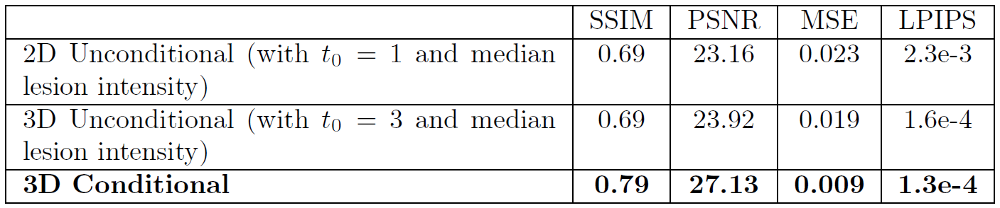 SSIM PSNR MSE LPIPS
2D Unconditional (with t₀ = 1 and median 0.69 23.16 0.023 2.3e-3
lesion intensity)
3D Unconditional (with t₀ = 3 and median 0.69 23.92 0.019 1.6e-4
lesion intensity)
3D Conditional 0.79 27.13 0.009 1.3e-4